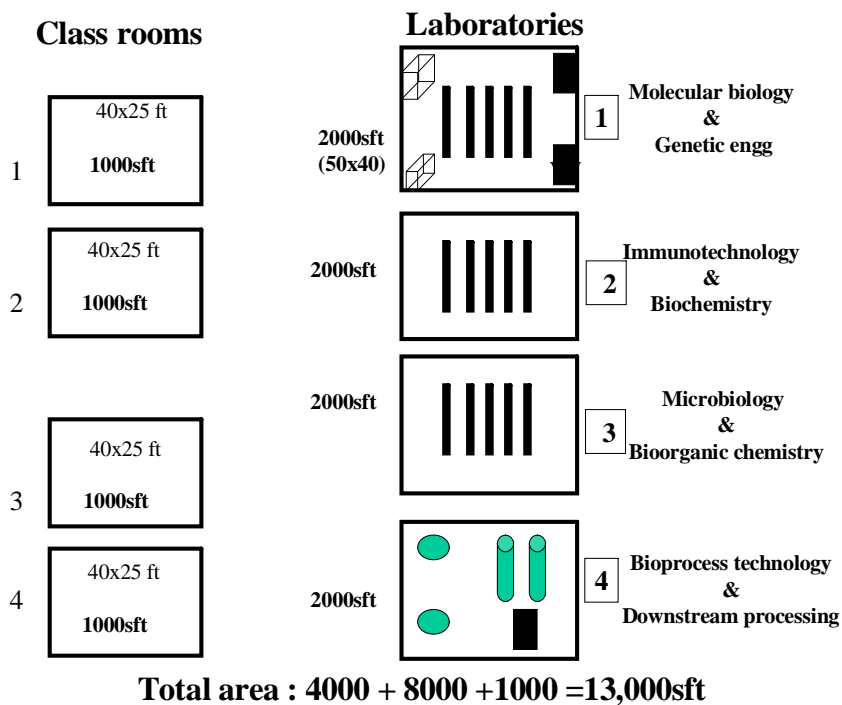 Class rooms
1
40x25 ft
1000sft
2
40x25 ft
1000sft
3
40x25 ft
1000sft
4
40x25 ft
1000sft
Laboratories
2000sft
(50x40)
1
Molecular biology
&
Genetic engg
2000sft
2
Immunotechnology
&
Biochemistry
2000sft
3
Microbiology
&
Bioorganic chemistry
2000sft
4
Bioprocess technology
&
Downstream processing
Total area : 4000 + 8000 +1000 =13,000sft